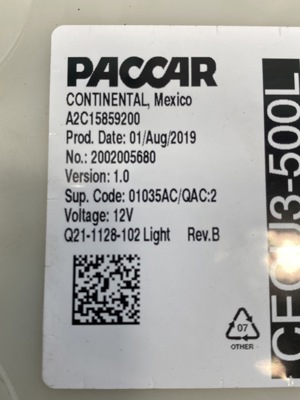 PACCAR
CONTINENTAL, Mexico
A2C15859200
Prod. Date: 01/Aug/2019
No.: 2002005680
Version: 1.0
Sup. Code: 01035AC/QAC:2
Voltage: 12V
Q21-1128-102 Light Rev.B
07
OTHER
CECU3-500L